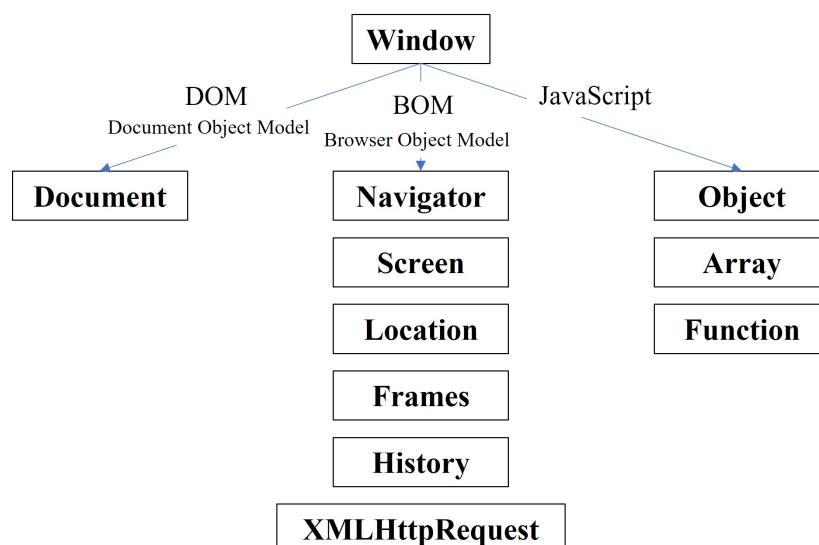 Window
DOM
Document Object Model
BOM
Browser Object Model
JavaScript
Document
Navigator
Object
Screen
Array
Location
Function
Frames
History
XMLHttpRequest